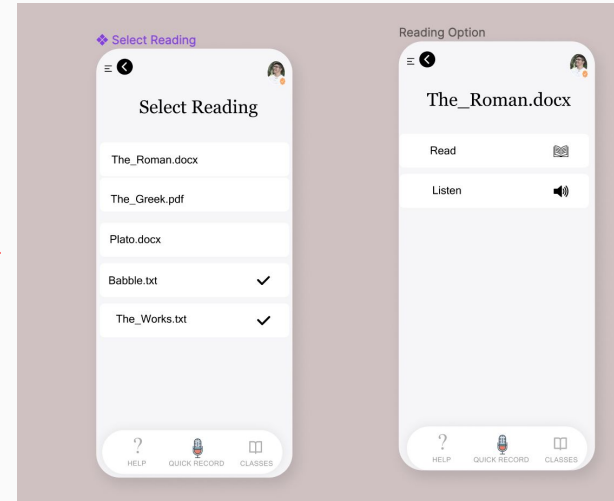 Select Reading
Select Reading
The_Roman.docx
The_Greek.pdf
Plato.docx
Babble.txt
The_Works.txt
?
HELP QUICK RECORD CLASSES
Reading Option
The_Roman.docx
Read
Listen
?
HELP QUICK RECORD CLASSES